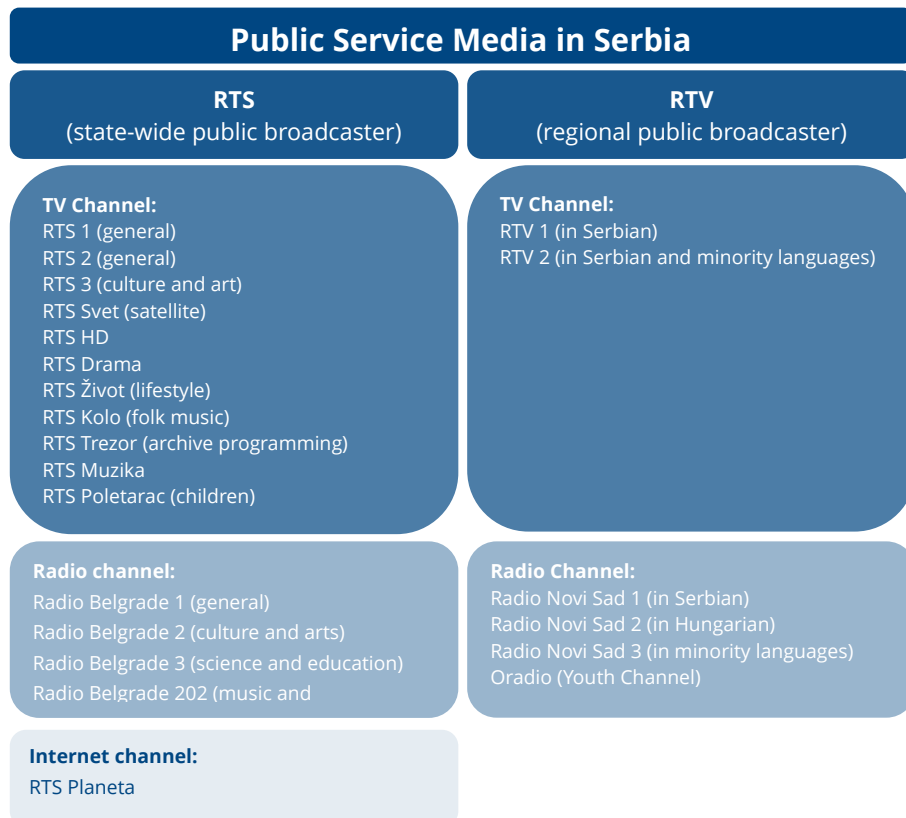 Public Service Media in Serbia
RTS
(state-wide public broadcaster)
RTV
(regional public broadcaster)
TV Channel:
RTS 1 (general)
RTS 2 (general)
RTS 3 (culture and art)
RTS Svet (satellite)
RTS HD
RTS Drama
RTS Život (lifestyle)
RTS Kolo (folk music)
RTS Trezor (archive programming)
RTS Muzika
RTS Poletarac (children)
TV Channel:
RTV 1 (in Serbian)
RTV 2 (in Serbian and minority languages)
Radio channel:
Radio Belgrade 1 (general)
Radio Belgrade 2 (culture and arts)
Radio Belgrade 3 (science and education)
Radio Belgrade 202 (music and
Radio Channel:
Radio Novi Sad 1 (in Serbian)
Radio Novi Sad 2 (in Hungarian)
Radio Novi Sad 3 (in minority languages)
Oradio (Youth Channel)
Internet channel:
RTS Planeta